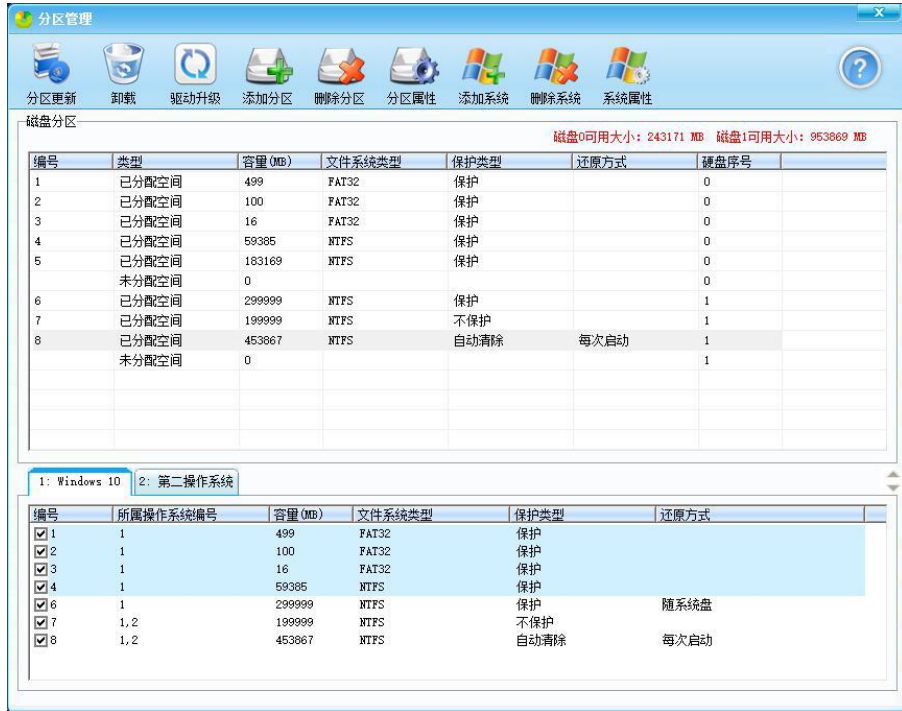 分区管理
分区更新 卸载 驱动升级 添加分区 删除分区 分区属性 添加系统 删除系统 系统属性
磁盘分区
磁盘0可用大小: 243171 MB 磁盘1可用大小: 953869 MB
编号 类型 容量(MB) 文件系统类型 保护类型 还原方式 硬盘序号
1 已分配空间 499 FAT32 保护 0
2 已分配空间 100 FAT32 保护 0
3 已分配空间 16 FAT32 保护 0
4 已分配空间 59385 NTFS 保护 0
5 已分配空间 183169 NTFS 保护 0
未分配空间 0 0
6 已分配空间 299999 NTFS 保护 1
7 已分配空间 199999 NTFS 不保护 1
8 已分配空间 453867 NTFS 自动清除 每次启动 1
未分配空间 0 1
1: Windows 10 2: 第二操作系统
编号 所属操作系统编号 容量(MB) 文件系统类型 保护类型 还原方式
1 1 499 FAT32 保护
2 1 100 FAT32 保护
3 1 16 FAT32 保护
4 1 59385 NTFS 保护
6 1 299999 NTFS 保护 随系统盘
7 1,2 199999 NTFS 不保护
8 1,2 453867 NTFS 自动清除 每次启动